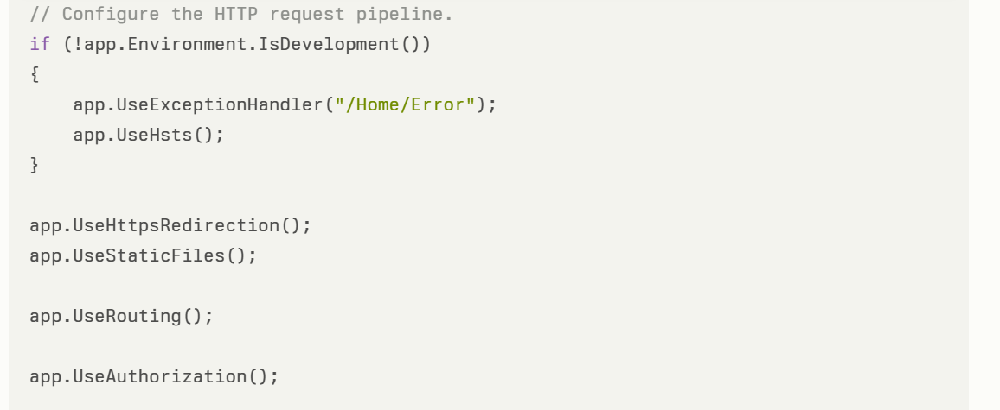 // Configure the HTTP request pipeline.
if (!app.Environment.IsDevelopment())
{
    app.UseExceptionHandler("/Home/Error");
    app.UseHsts();
}
app.UseHttpsRedirection();
app.UseStaticFiles();
app.UseRouting();
app.UseAuthorization();